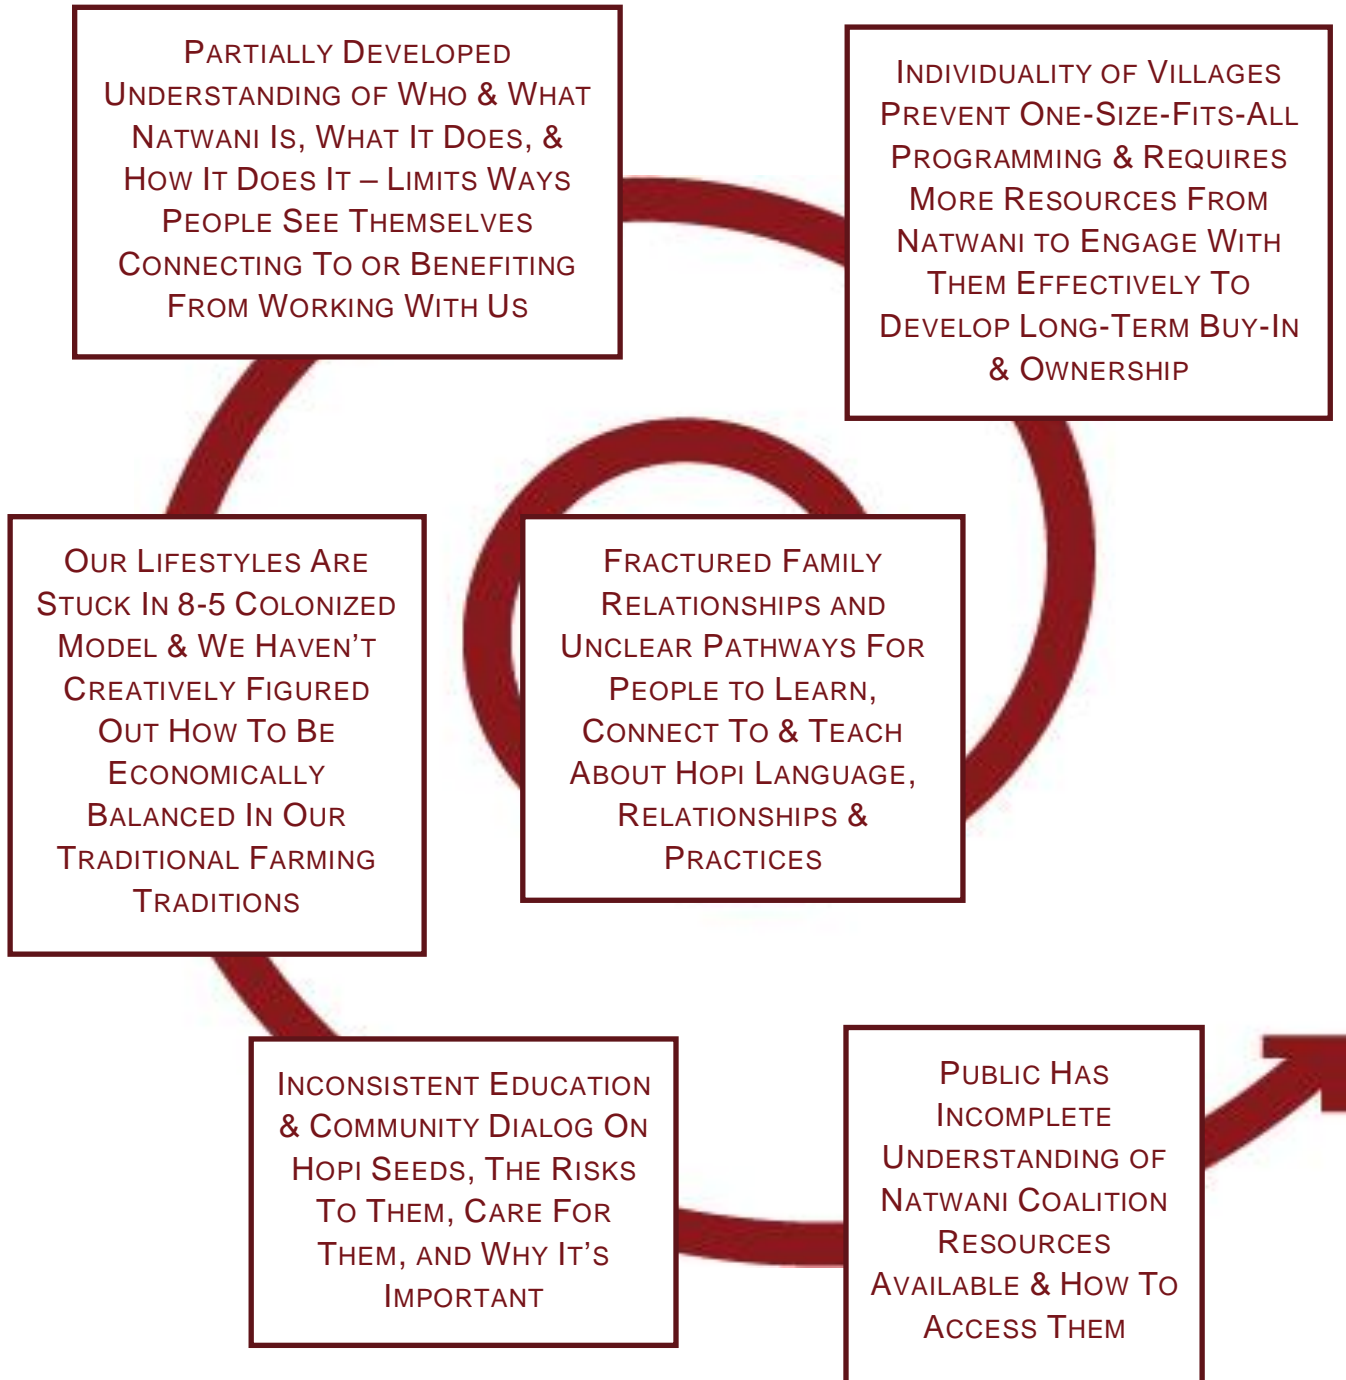 PARTIALLY DEVELOPED
UNDERSTANDING OF WHO & WHAT
NATWANI IS, WHAT IT DOES, &
HOW IT DOES IT – LIMITS WAYS
PEOPLE SEE THEMSELVES
CONNECTING TO OR BENEFITING
FROM WORKING WITH US
INDIVIDUALITY OF VILLAGES
PREVENT ONE-SIZE-FITS-ALL
PROGRAMMING & REQUIRES
MORE RESOURCES FROM
NATWANI TO ENGAGE WITH
THEM EFFECTIVELY TO
DEVELOP LONG-TERM BUY-IN
& OWNERSHIP
OUR LIFESTYLES ARE
STUCK IN 8-5 COLONIZED
MODEL & WE HAVEN'T
CREATIVELY FIGURED
OUT HOW TO BE
ECONOMICALLY
BALANCED IN OUR
TRADITIONAL FARMING
TRADITIONS
FRACTURED FAMILY
RELATIONSHIPS AND
UNCLEAR PATHWAYS FOR
PEOPLE TO LEARN,
CONNECT TO & TEACH
ABOUT HOPI LANGUAGE,
RELATIONSHIPS &
PRACTICES
INCONSISTENT EDUCATION
& COMMUNITY DIALOG ON
HOPI SEEDS, THE RISKS
TO THEM, CARE FOR
THEM, AND WHY IT'S
IMPORTANT
PUBLIC HAS
INCOMPLETE
UNDERSTANDING OF
NATWANI COALITION
RESOURCES
AVAILABLE & HOW TO
ACCESS THEM